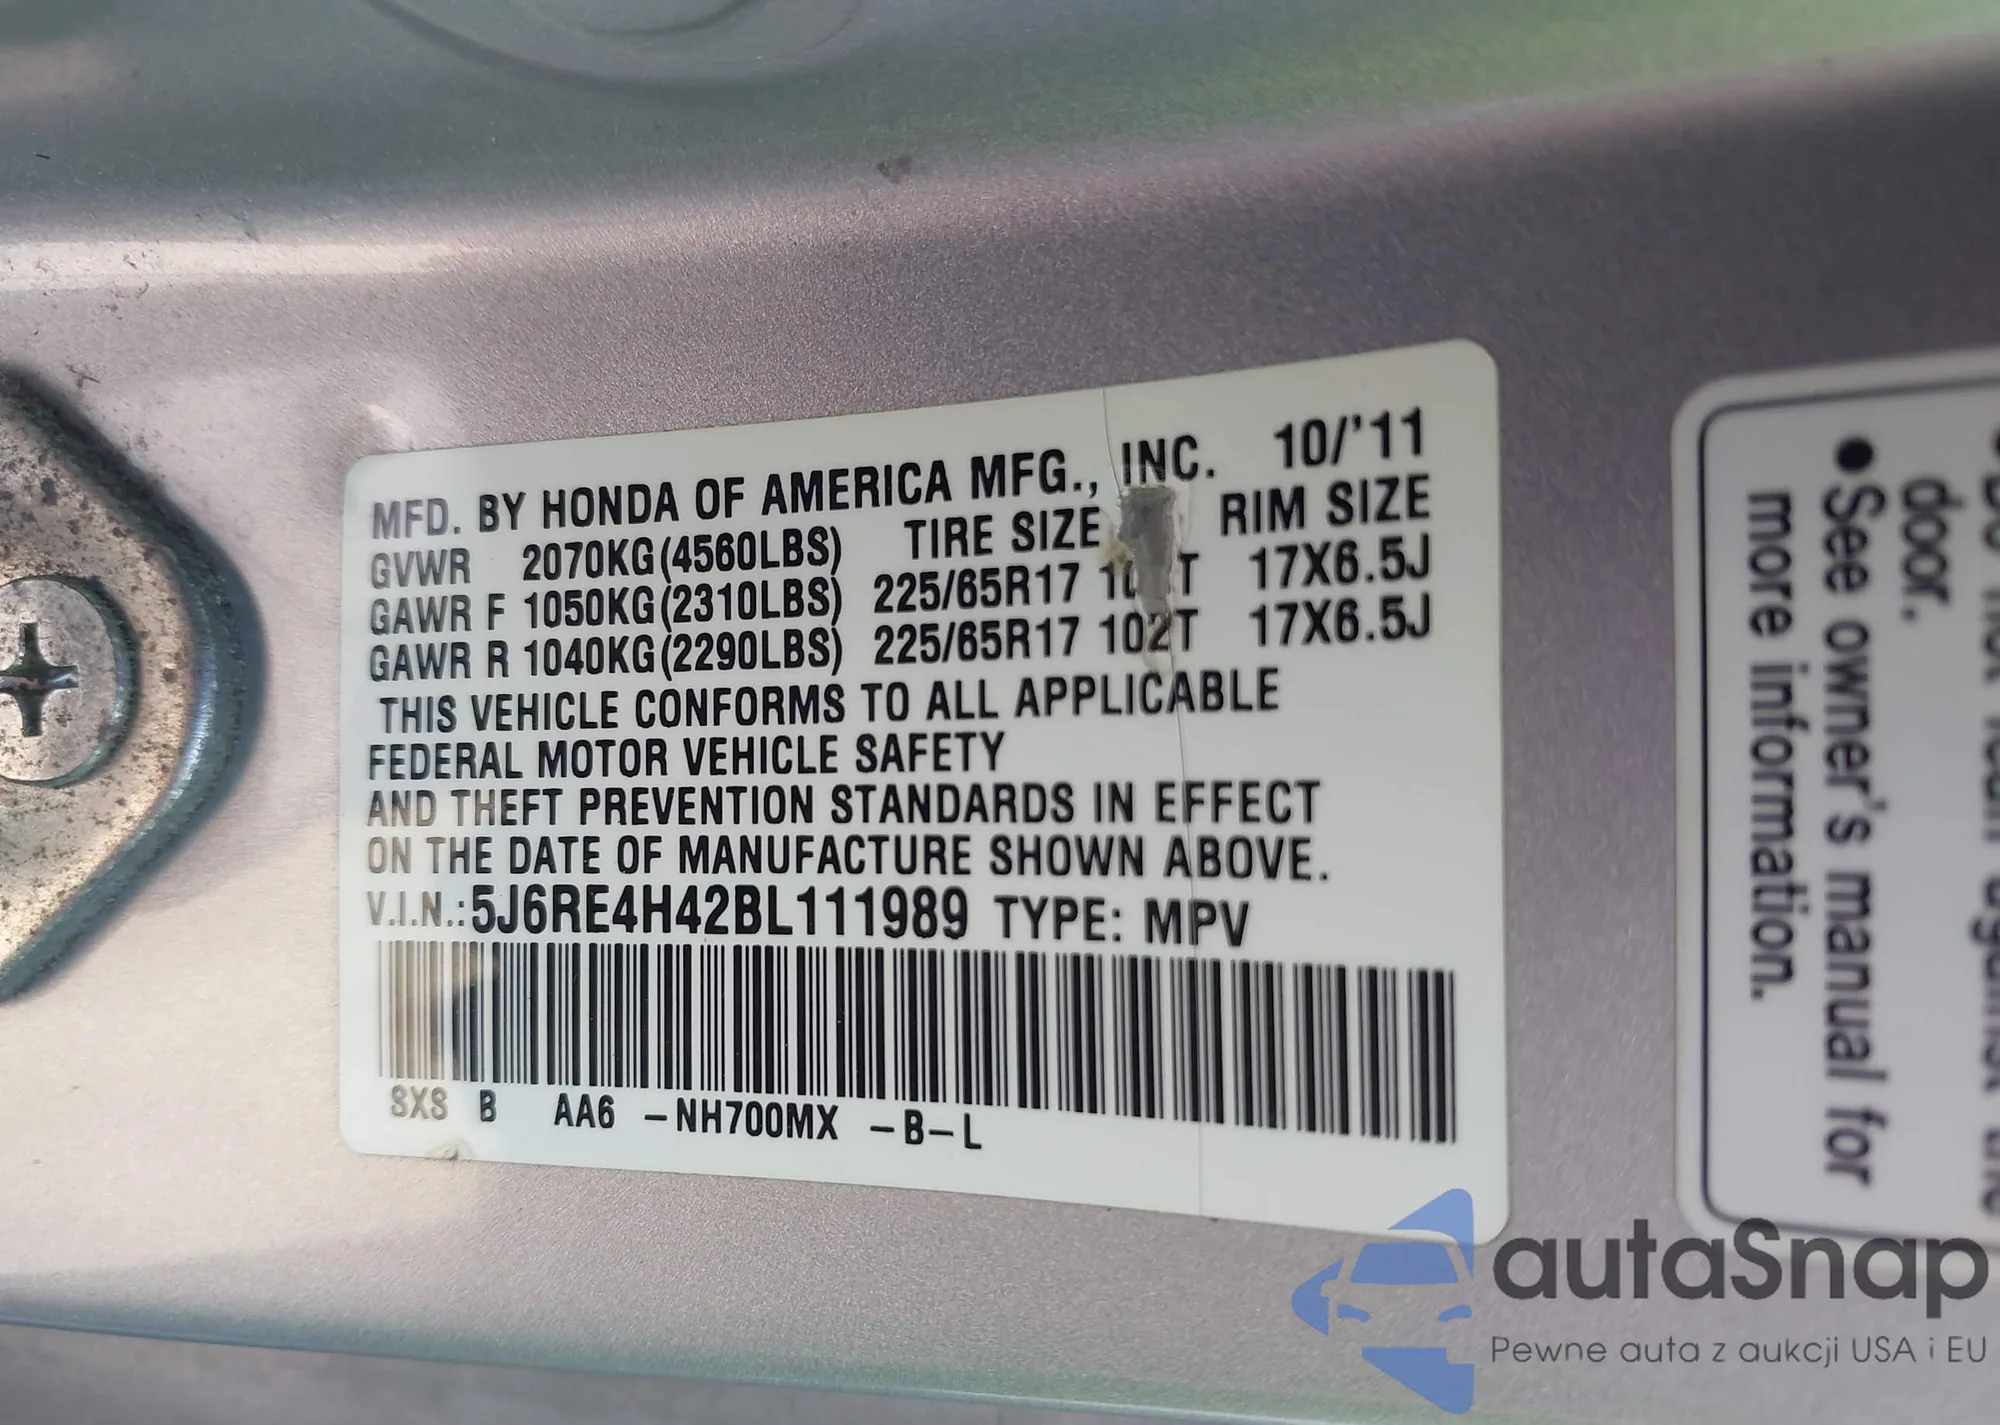 MFD. BY HONDA OF AMERICA MFG., INC. 10/'11
GVWR 2070KG(4560LBS) TIRE SIZE RIM SIZE
GAWR F 1050KG(2310LBS) 225/65R17 T 17X6.5J
GAWR R 1040KG(2290LBS) 225/65R17 102T 17X6.5J
THIS VEHICLE CONFORMS TO ALL APPLICABLE
FEDERAL MOTOR VEHICLE SAFETY
AND THEFT PREVENTION STANDARDS IN EFFECT
ON THE DATE OF MANUFACTURE SHOWN ABOVE.
V.I.N.:5J6RE4H42BL111989 TYPE: MPV
SXS B AA6 -NH700MX -B-L
door.
●See owner's manual for
more information.
autaSnap
Pewne auta z aukcji USA i EU